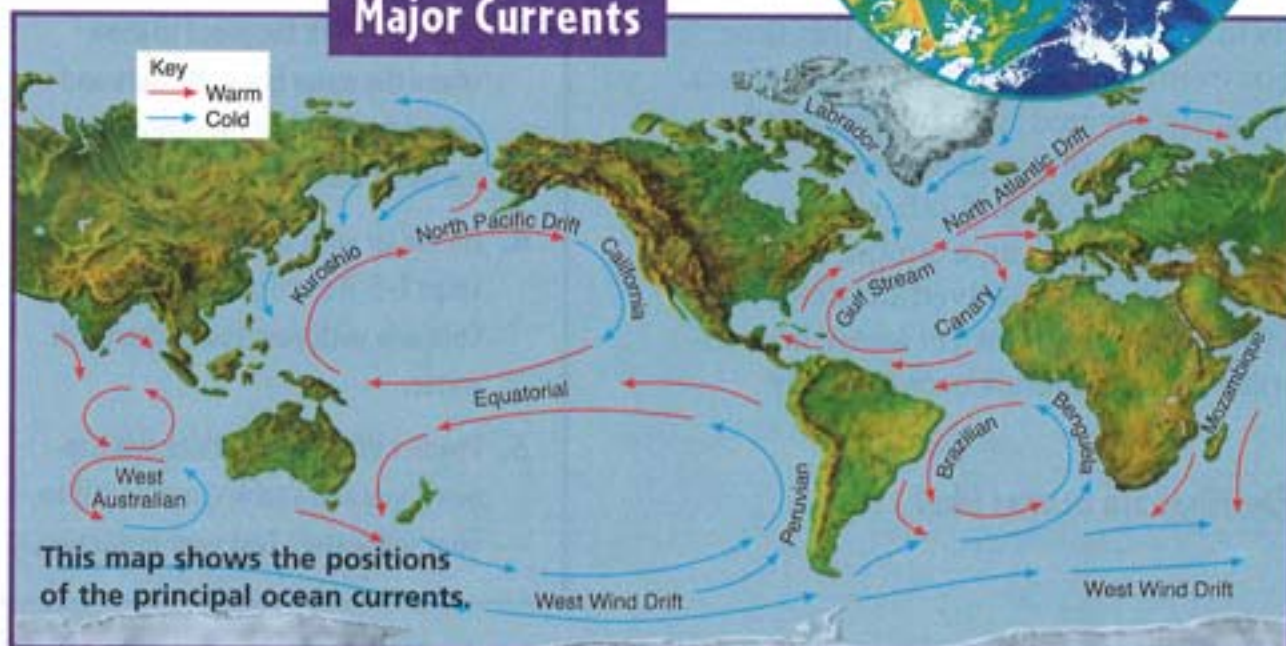 Major Currents
Key
Warm
Cold
Labrador
North Atlantic Drift
North Pacific Drift
Kuroshio
California
Gulf Stream
Canary
Equatorial
Mozambique
Benguela
Brazilian
West
Australian
Peruvian
This map shows the positions
of the principal ocean currents.
West Wind Drift
West Wind Drift